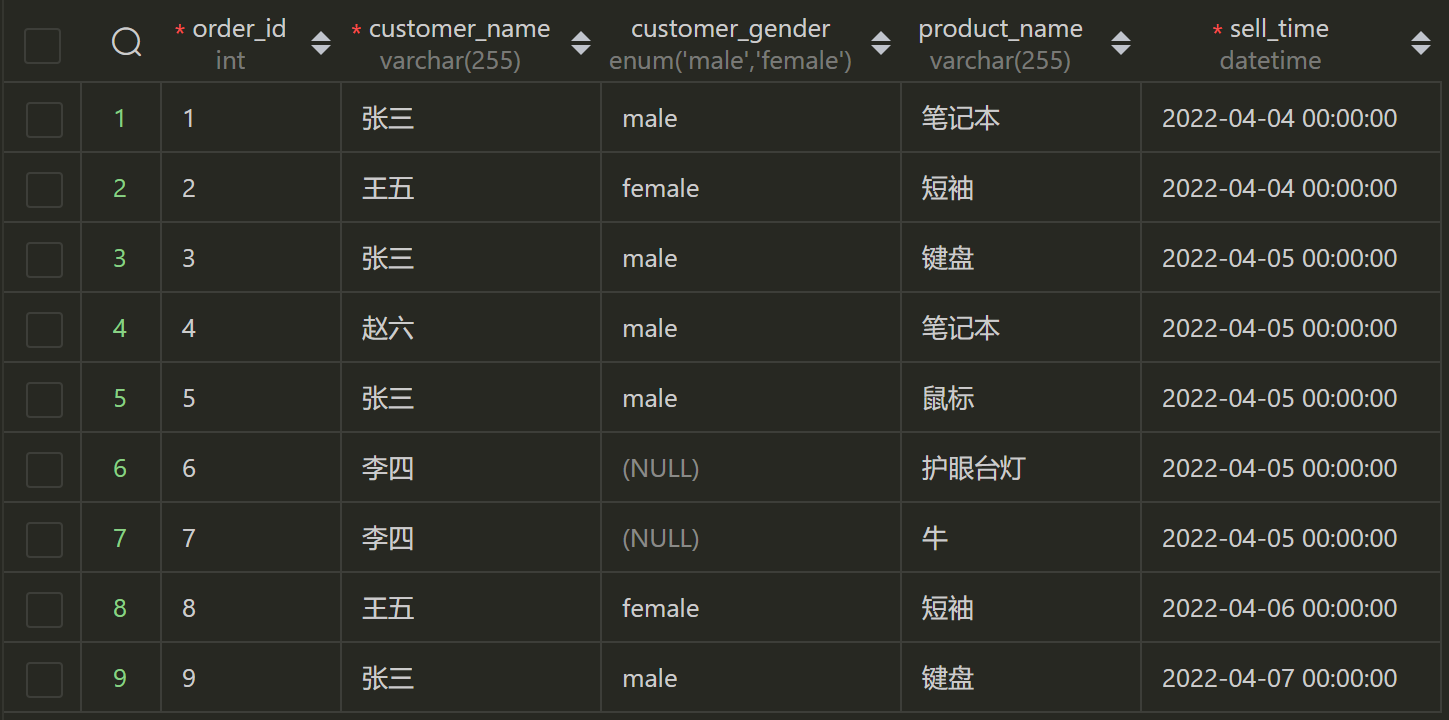 * order_id * customer_name customer_gender product_name * sell_time
int varchar(255) enum('male','female') varchar(255) datetime
1 1 张三 male 笔记本 2022-04-04 00:00:00
2 2 王五 female 短袖 2022-04-04 00:00:00
3 3 张三 male 键盘 2022-04-05 00:00:00
4 4 赵六 male 笔记本 2022-04-05 00:00:00
5 5 张三 male 鼠标 2022-04-05 00:00:00
6 6 李四 (NULL) 护眼台灯 2022-04-05 00:00:00
7 7 李四 (NULL) 牛 2022-04-05 00:00:00
8 8 王五 female 短袖 2022-04-06 00:00:00
9 9 张三 male 键盘 2022-04-07 00:00:00